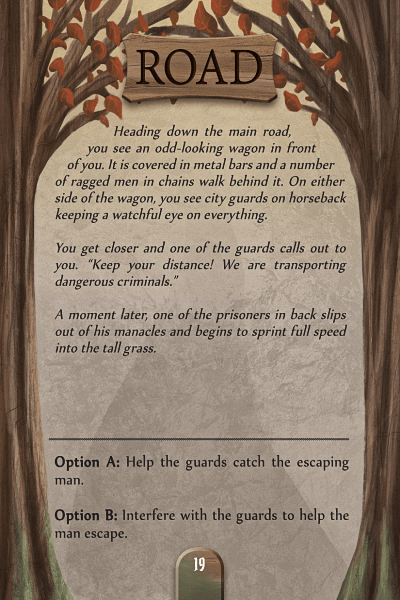 ROAD
Heading down the main road,
you see an odd-looking wagon in front
of you. It is covered in metal bars and a number
of ragged men in chains walk behind it. On either
side of the wagon, you see city guards on horseback
keeping a watchful eye on everything.
You get closer and one of the guards calls out to
you. “Keep your distance! We are transporting
dangerous criminals.”
A moment later, one of the prisoners in back slips
out of his manacles and begins to sprint full speed
into the tall grass.
Option A: Help the guards catch the escaping
man.
Option B: Interfere with the guards to help the
man escape.
19